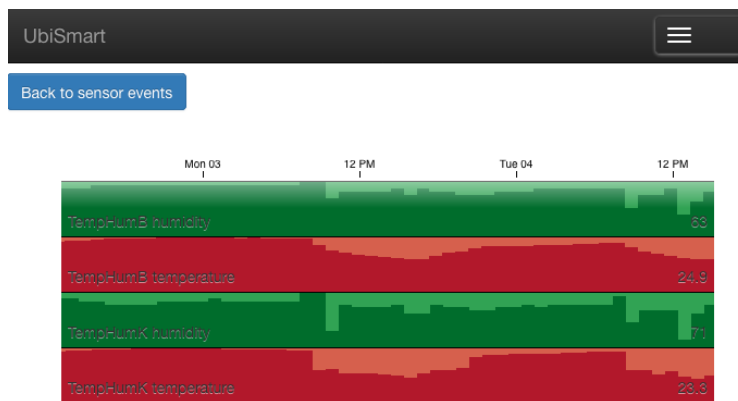 UbiSmart
Back to sensor events
Mon 03 12 PM Tue 04 12 PM
TempHumB humidity 63
TempHumB temperature 24.9
TempHumK humidity 71
TempHumK temperature 23.3